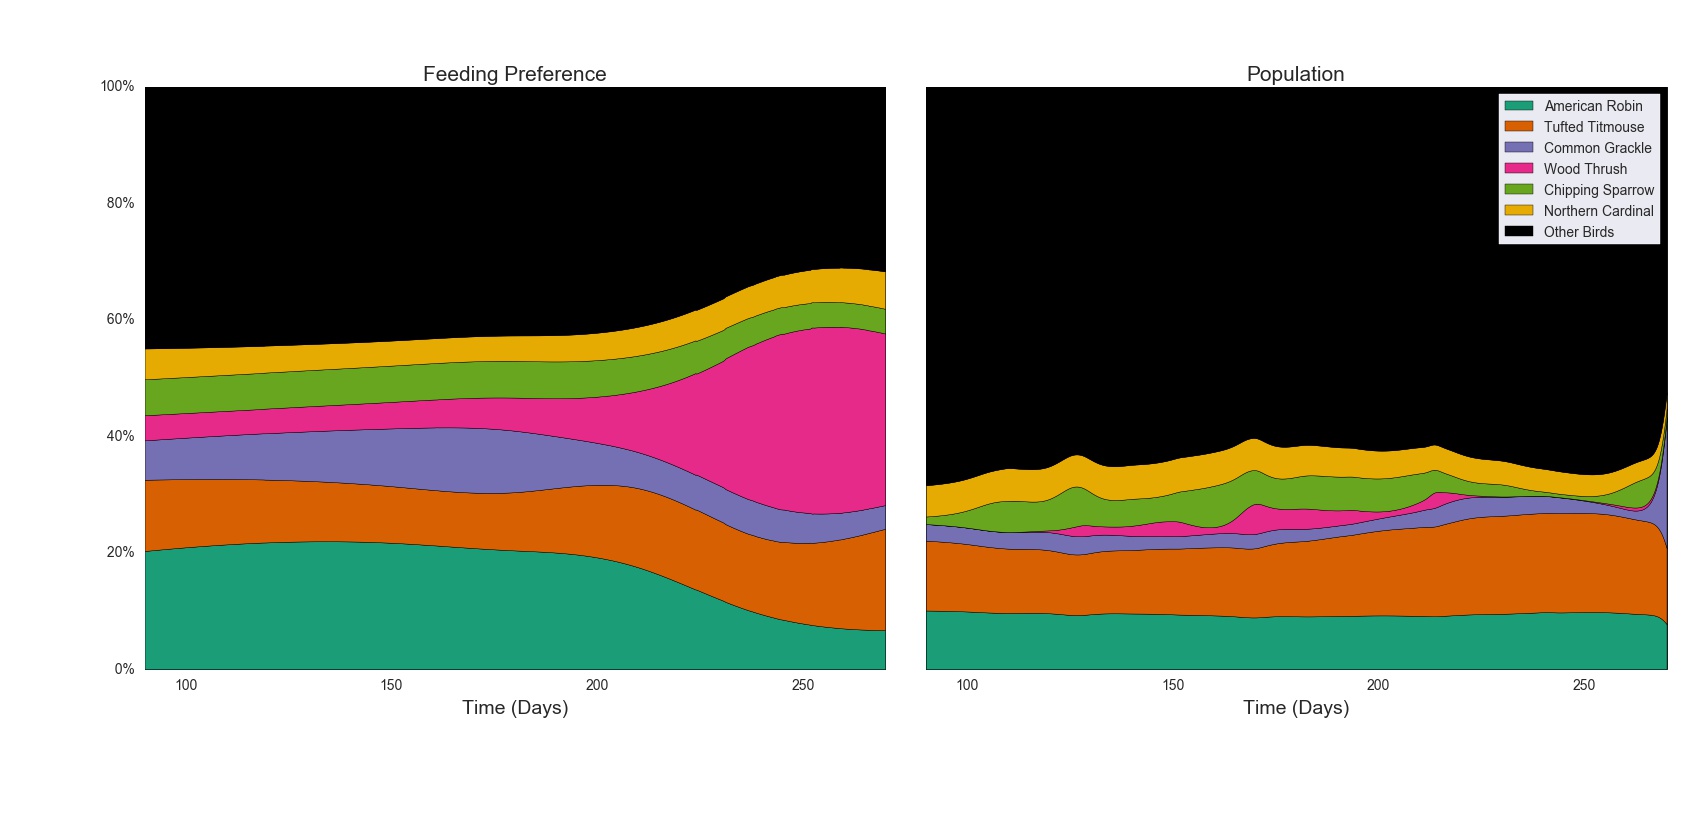 Feeding Preference
Population
100%
80%
60%
40%
20%
0%
American Robin
Tufted Titmouse
Common Grackle
Wood Thrush
Chipping Sparrow
Northern Cardinal
Other Birds
100 150 200 250
100 150 200 250
Time (Days)
Time (Days)